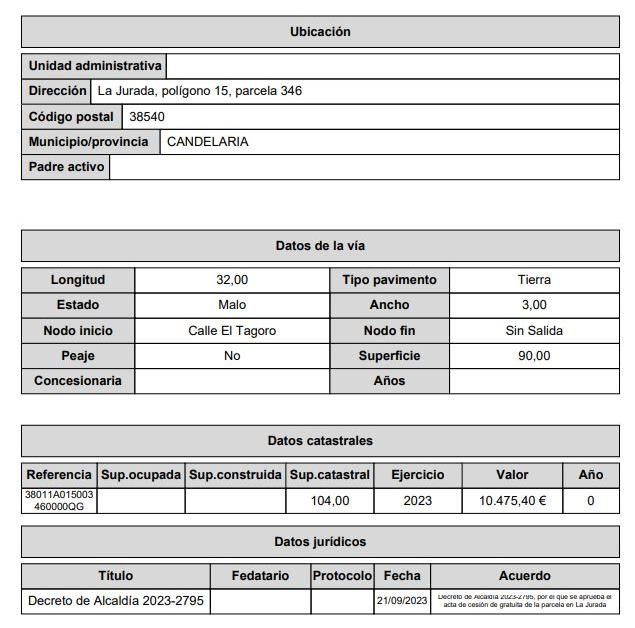 Ubicación
Unidad administrativa
Dirección La Jurada, polígono 15, parcela 346
Código postal 38540
Municipio/provincia CANDELARIA
Padre activo
Datos de la vía
Longitud 32,00 Tipo pavimento Tierra
Estado Malo Ancho 3,00
Nodo inicio Calle El Tagoro Nodo fin Sin Salida
Peaje No Superficie 90,00
Concesionaria Años
Datos catastrales
Referencia Sup.ocupada Sup.construida Sup.catastral Ejercicio Valor Año
38011A015003
460000QG 104,00 2023 10.475,40 € 0
Datos jurídicos
Título Fedatario Protocolo Fecha Acuerdo
Decreto de Alcaldía 2023-2795 21/09/2023 Decreto de Alcaldía 2023-2795, por el que se aprueba el
acta de cesión de gratuita de la parcela en La Jurada